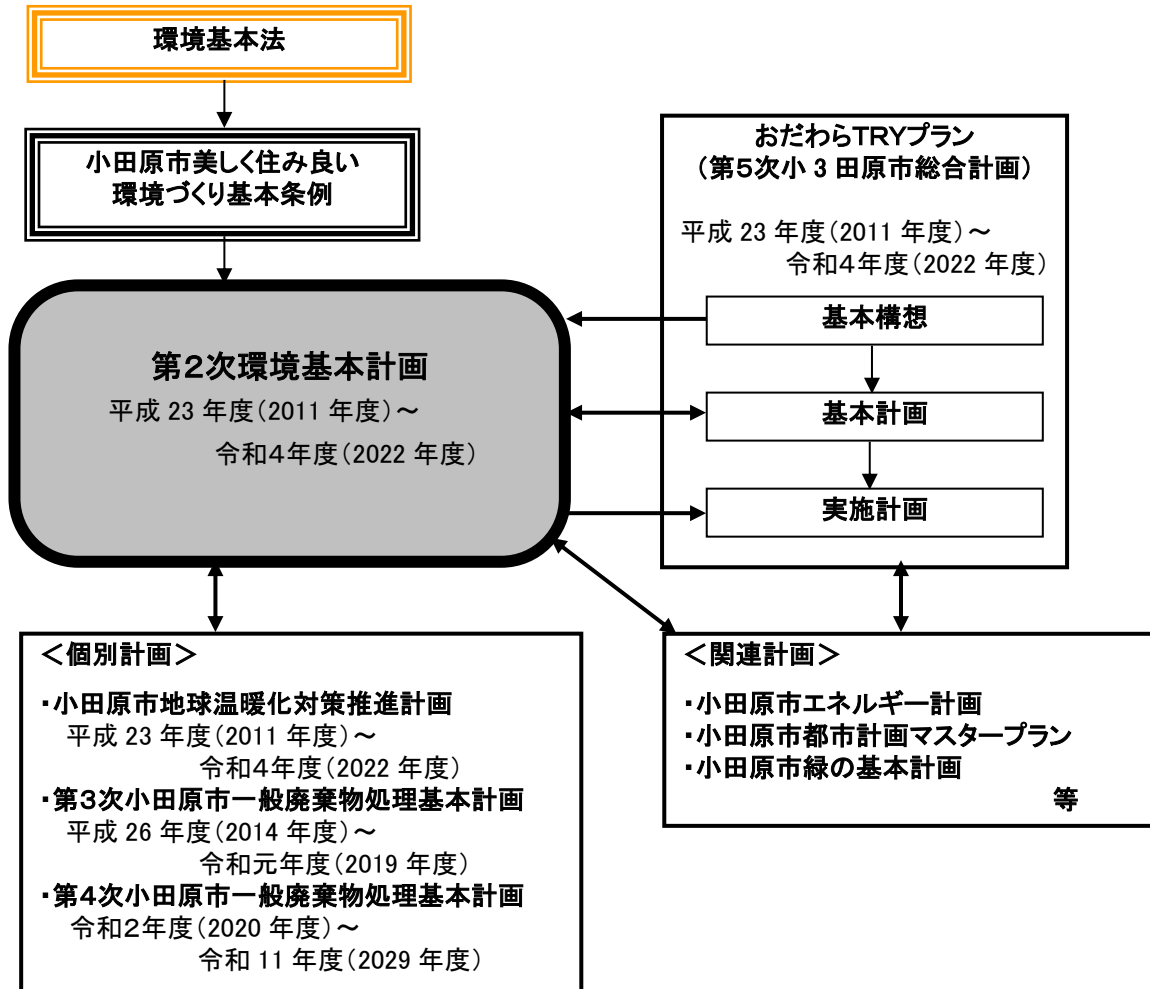 環境基本法
小田原市美しく住み良い
環境づくり基本条例
第2次環境基本計画
平成 23 年度(2011 年度)~
令和4年度(2022 年度)
おだわらTRYプラン
(第5次小 3 田原市総合計画)
平成 23 年度(2011 年度)~
令和4年度(2022 年度)
基本構想
基本計画
実施計画
<個別計画>
・小田原市地球温暖化対策推進計画
平成 23 年度(2011 年度)~
令和4年度(2022 年度)
・第3次小田原市一般廃棄物処理基本計画
平成 26 年度(2014 年度)~
令和元年度(2019 年度)
・第4次小田原市一般廃棄物処理基本計画
令和2年度(2020 年度)~
令和 11 年度(2029 年度)
<関連計画>
・小田原市エネルギー計画
・小田原市都市計画マスタープラン
・小田原市緑の基本計画
等